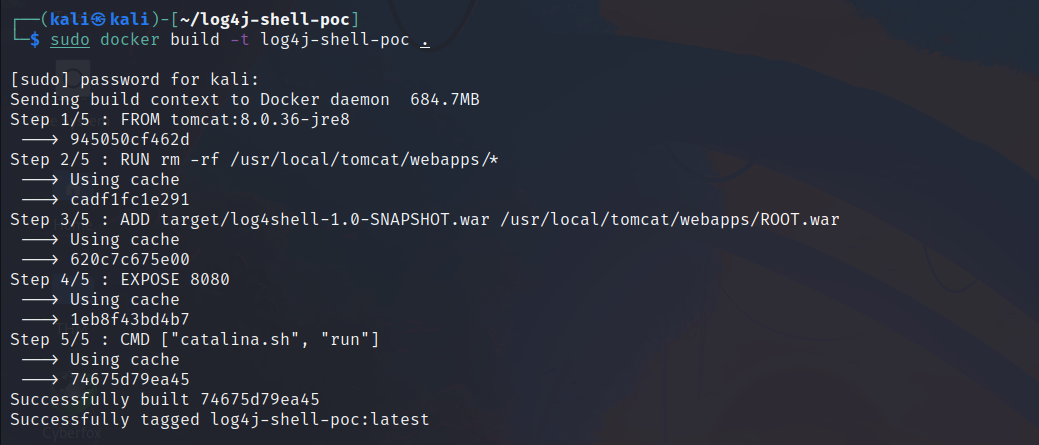 ┌──(kali㉿kali)-[~/log4j-shell-poc]
└─$ sudo docker build -t log4j-shell-poc .
[sudo] password for kali:
Sending build context to Docker daemon  684.7MB
Step 1/5 : FROM tomcat:8.0.36-jre8
 ---> 945050cf462d
Step 2/5 : RUN rm -rf /usr/local/tomcat/webapps/*
 ---> Using cache
 ---> cadf1fc1e291
Step 3/5 : ADD target/log4shell-1.0-SNAPSHOT.war /usr/local/tomcat/webapps/ROOT.war
 ---> Using cache
 ---> 620c7c675e00
Step 4/5 : EXPOSE 8080
 ---> Using cache
 ---> 1eb8f43bd4b7
Step 5/5 : CMD ["catalina.sh", "run"]
 ---> Using cache
 ---> 74675d79ea45
Successfully built 74675d79ea45
Successfully tagged log4j-shell-poc:latest
Cyberfox